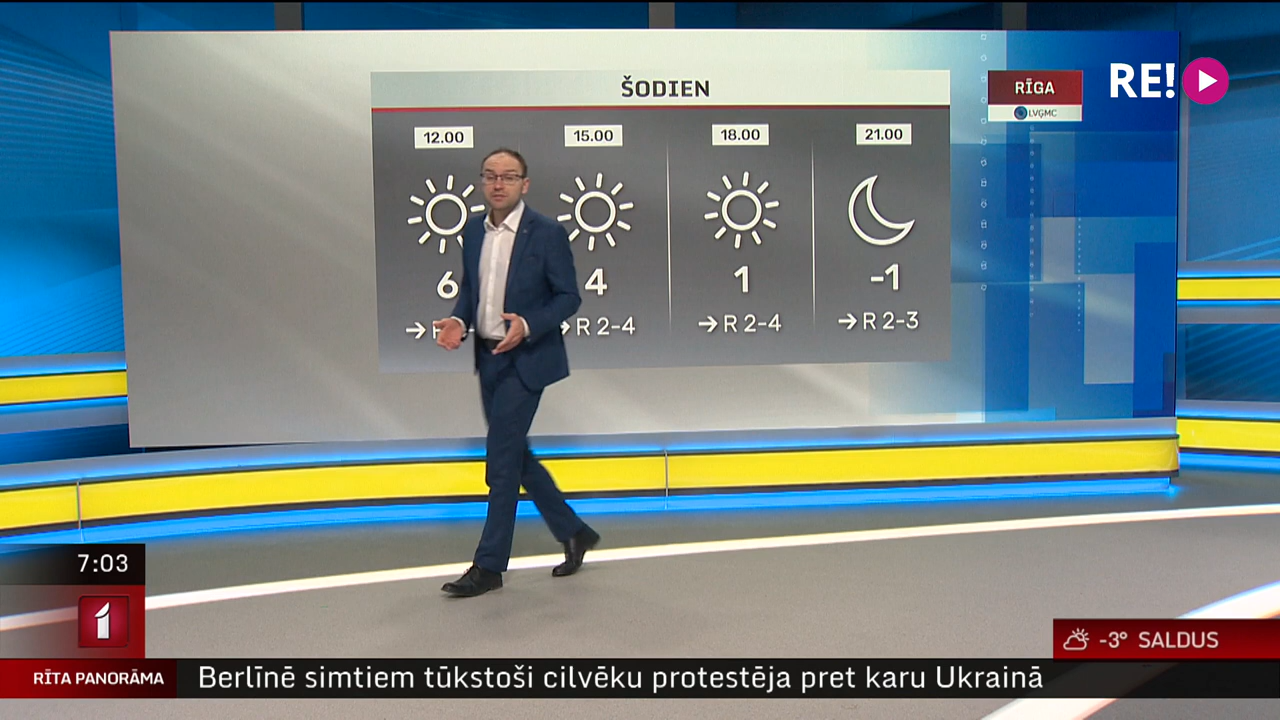 ŠODIEN
RĪGA
LVĢMC
RE!
12.00
15.00
18.00
21.00
6
4
1
-1
R 2-4
R 2-4
R 2-3
7:03
1
-3° SALDUS
RĪTA PANORĀMA
Berlīnē simtiem tūkstoši cilvēku protestēja pret karu Ukrainā